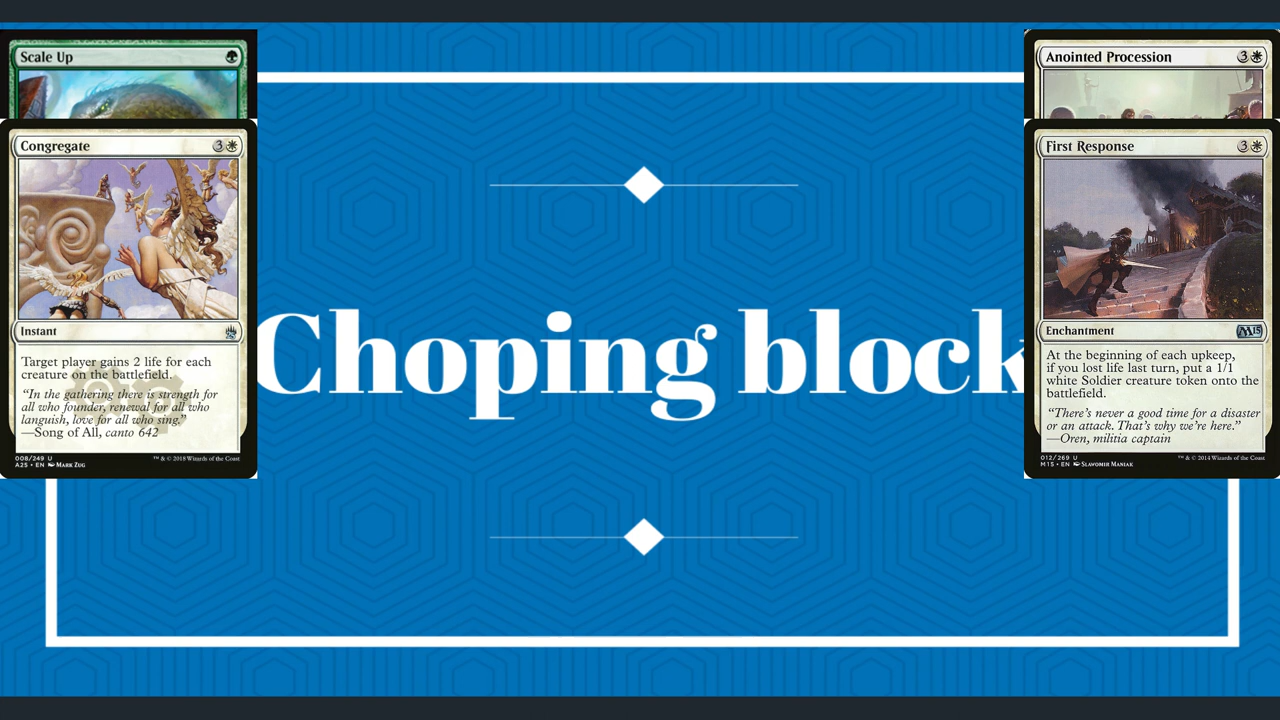 Scale Up
Congregate 3
Instant
Target player gains 2 life for each
creature on the battlefield.
“In the gathering there is strength for
all who founder, renewal for all who
languish, love for all who sing.”
—Song of All, canto 642
008/249 U
A25 • EN Mark Zug
™ & © 2018 Wizards of the Coast
Choping block
Anointed Procession 3
First Response 3
Enchantment
M15
At the beginning of each upkeep,
if you lost life last turn, put a 1/1
white Soldier creature token onto the
battlefield.
“There’s never a good time for a disaster
or an attack. That’s why we’re here.”
—Oren, militia captain
012/269 U
M15 • EN Slawomir Maniak
™ & © 2014 Wizards of the Coast